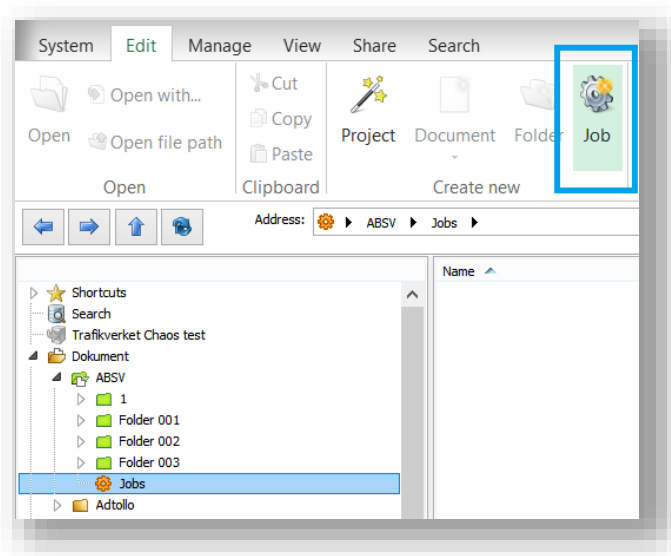 System Edit Manage View Share Search
Open with... Cut
Open Open file path Copy Project Document Folder Job
Paste
Open Clipboard Create new
Address: ABSV Jobs
Name
Shortcuts
Search
Trafikverket Chaos test
Dokument
ABSV
1
Folder 001
Folder 002
Folder 003
Jobs
Adtollo